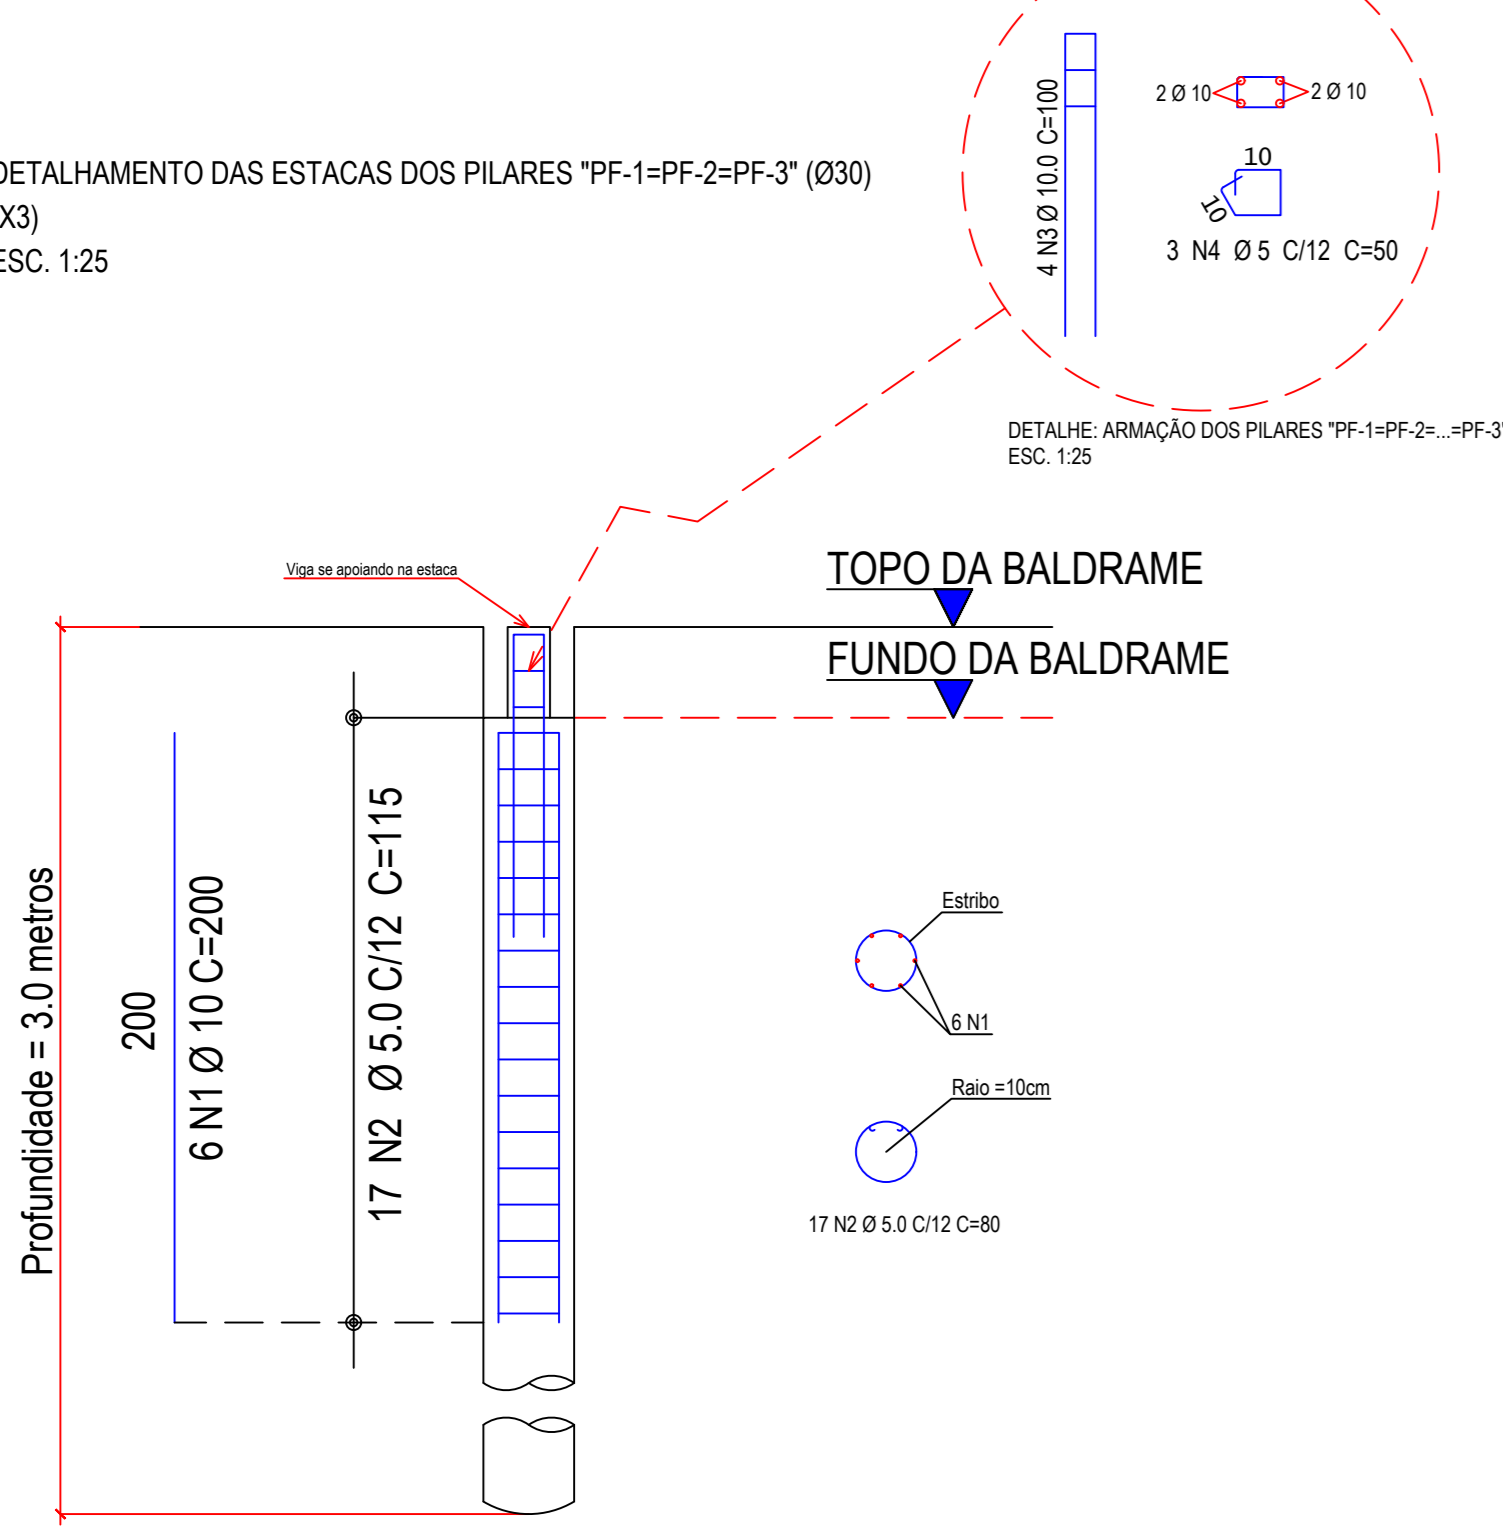 DETALHAMENTO DAS ESTACAS DOS PILARES "PF-1=PF-2=PF-3" (Ø30)
X3)
ESC. 1:25
4 N3 Ø 10.0 C=100
2 Ø 10
2 Ø 10
10
10
3 N4 Ø 5 C/12 C=50
DETALHE: ARMAÇÃO DOS PILARES "PF-1=PF-2=...=PF-3"
ESC. 1:25
Viga se apoiando na estaca
TOPO DA BALDRAME
FUNDO DA BALDRAME
Profundidade = 3.0 metros
200
6 N1 Ø 10 C=200
17 N2 Ø 5.0 C/12 C=115
Estribo
6 N1
Raio =10cm
17 N2 Ø 5.0 C/12 C=80